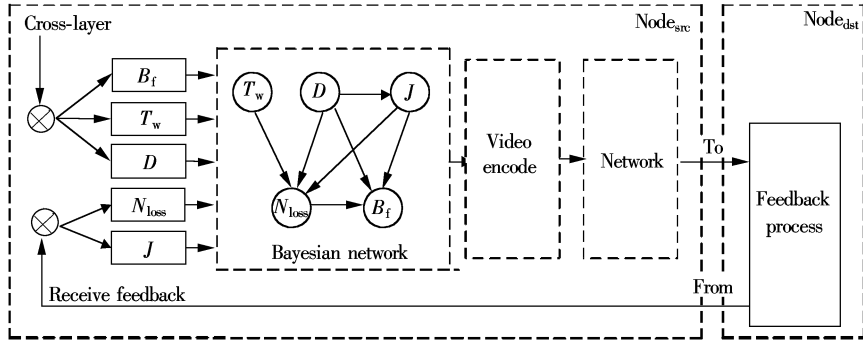 Cross-layer
Node_src
Node_dst
B_f
T_w
D
N_loss
J
T_w
D
J
N_loss
B_f
Bayesian network
Video
encode
Network
To
Feedback
process
From
Receive feedback